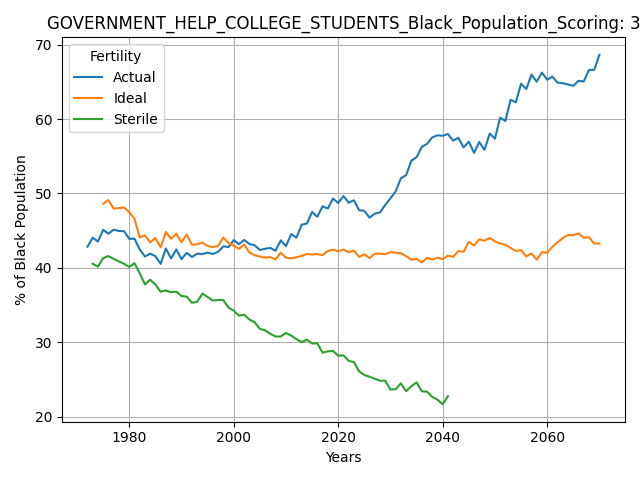 GOVERNMENT_HELP_COLLEGE_STUDENTS_Black_Population_Scoring: 3
Fertility
Actual
Ideal
Sterile
% of Black Population
70
60
50
40
30
20
1980
2000
2020
2040
2060
Years